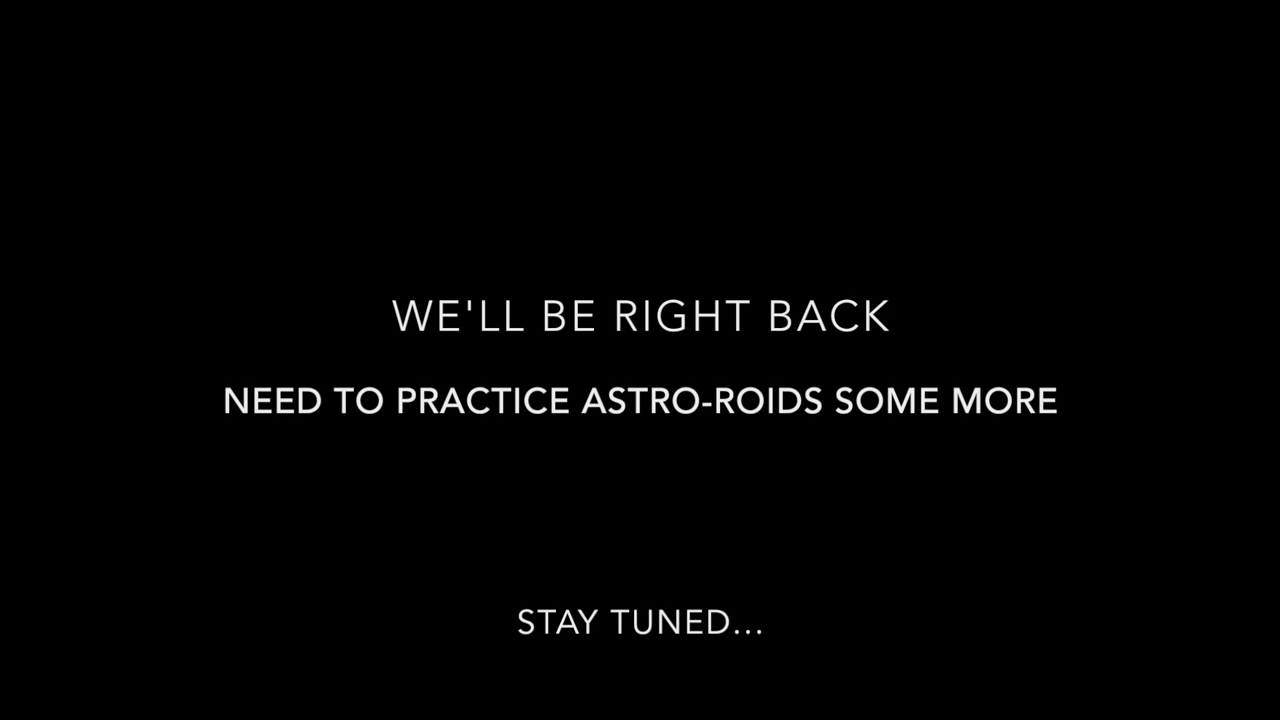 WE'LL BE RIGHT BACK
NEED TO PRACTICE ASTRO-ROIDS SOME MORE
STAY TUNED...